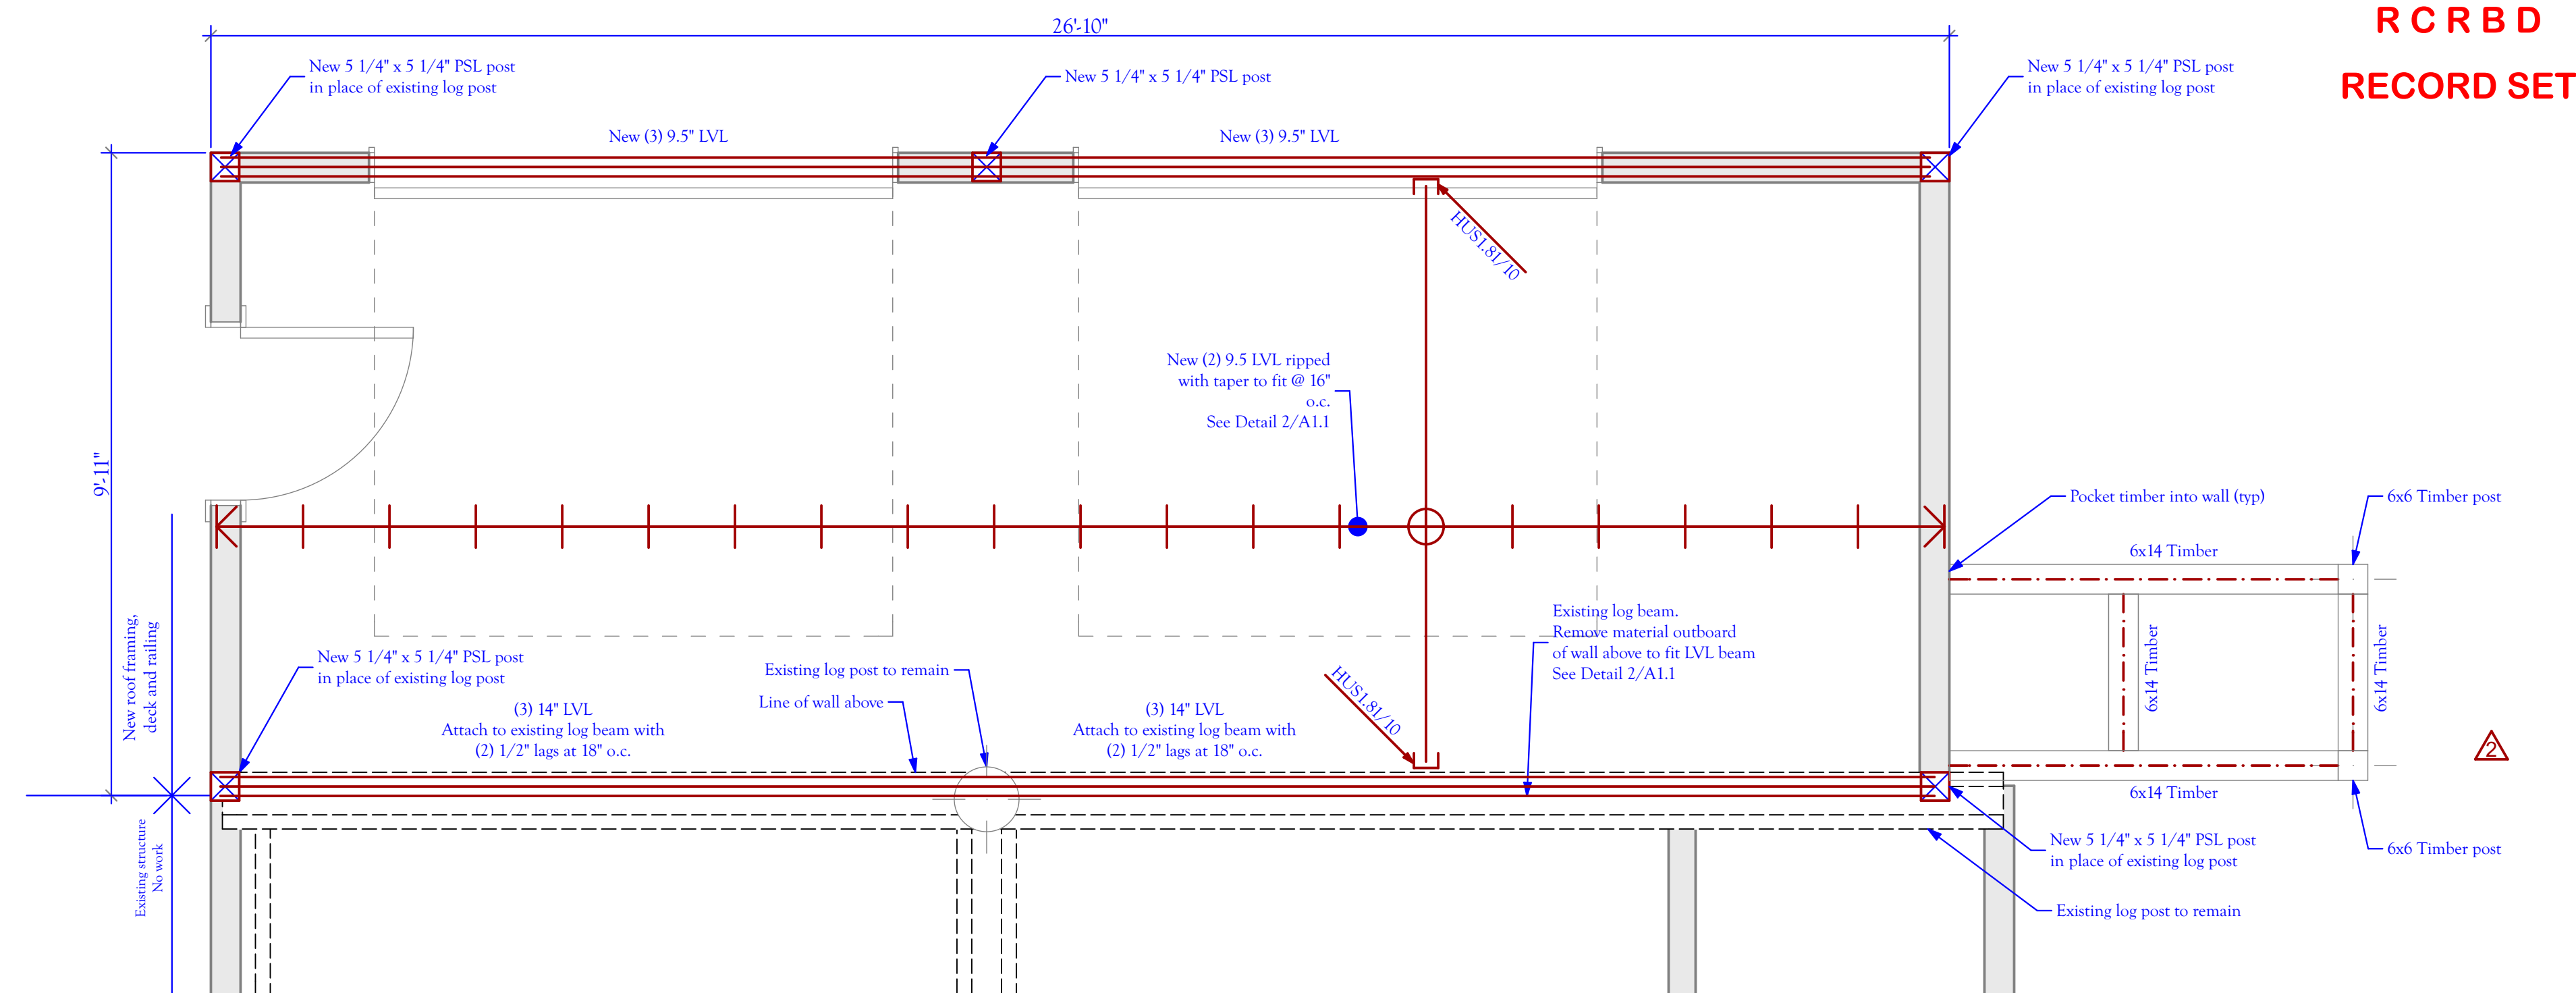 26'-10"
R C R B D
RECORD SET
New 5 1/4" x 5 1/4" PSL post
in place of existing log post
New 5 1/4" x 5 1/4" PSL post
New 5 1/4" x 5 1/4" PSL post
in place of existing log post
New (3) 9.5" LVL
New (3) 9.5" LVL
HUS1.81/10
9'-11"
New (2) 9.5 LVL ripped
with taper to fit @ 16"
o.c.
See Detail 2/A1.1
Pocket timber into wall (typ)
6x6 Timber post
6x14 Timber
New roof framing,
deck and railing
Existing log beam.
Remove material outboard
of wall above to fit LVL beam
See Detail 2/A1.1
6x14 Timber
6x14 Timber
New 5 1/4" x 5 1/4" PSL post
in place of existing log post
Existing log post to remain
Line of wall above
HUS1.81/10
(3) 14" LVL
Attach to existing log beam with
(2) 1/2" lags at 18" o.c.
(3) 14" LVL
Attach to existing log beam with
(2) 1/2" lags at 18" o.c.
2
6x14 Timber
Existing structure
No work
New 5 1/4" x 5 1/4" PSL post
in place of existing log post
6x6 Timber post
Existing log post to remain